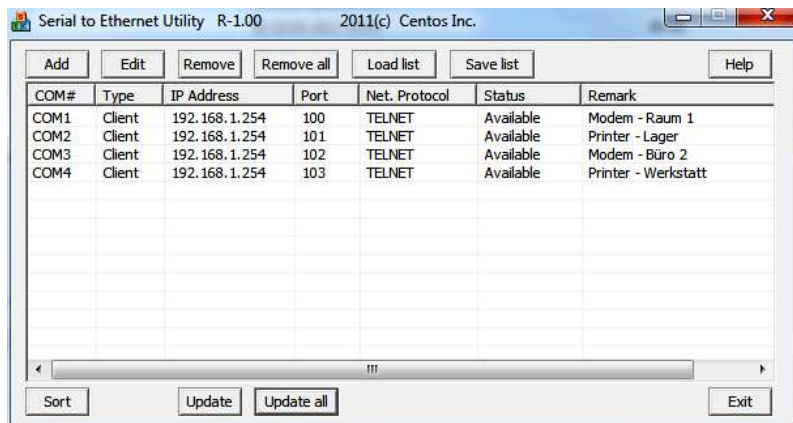 Serial to Ethernet Utility R-1.00 2011(c) Centos Inc.
Add Edit Remove Remove all Load list Save list Help
COM# Type IP Address Port Net. Protocol Status Remark
COM1 Client 192.168.1.254 100 TELNET Available Modem - Raum 1
COM2 Client 192.168.1.254 101 TELNET Available Printer - Lager
COM3 Client 192.168.1.254 102 TELNET Available Modem - Büro 2
COM4 Client 192.168.1.254 103 TELNET Available Printer - Werkstatt
Sort Update Update all Exit